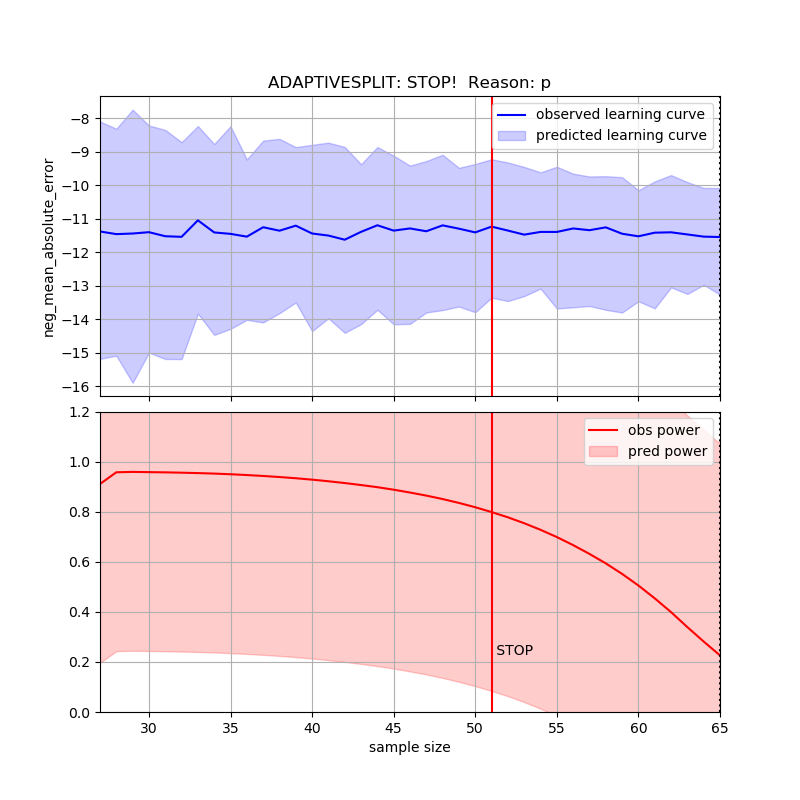 ADAPTIVESPLIT: STOP!  Reason: p
observed learning curve
predicted learning curve
neg_mean_absolute_error
−8
−9
−10
−11
−12
−13
−14
−15
−16
obs power
pred power
1.2
1.0
0.8
0.6
0.4
0.2
0.0
STOP
30 35 40 45 50 55 60 65
sample size